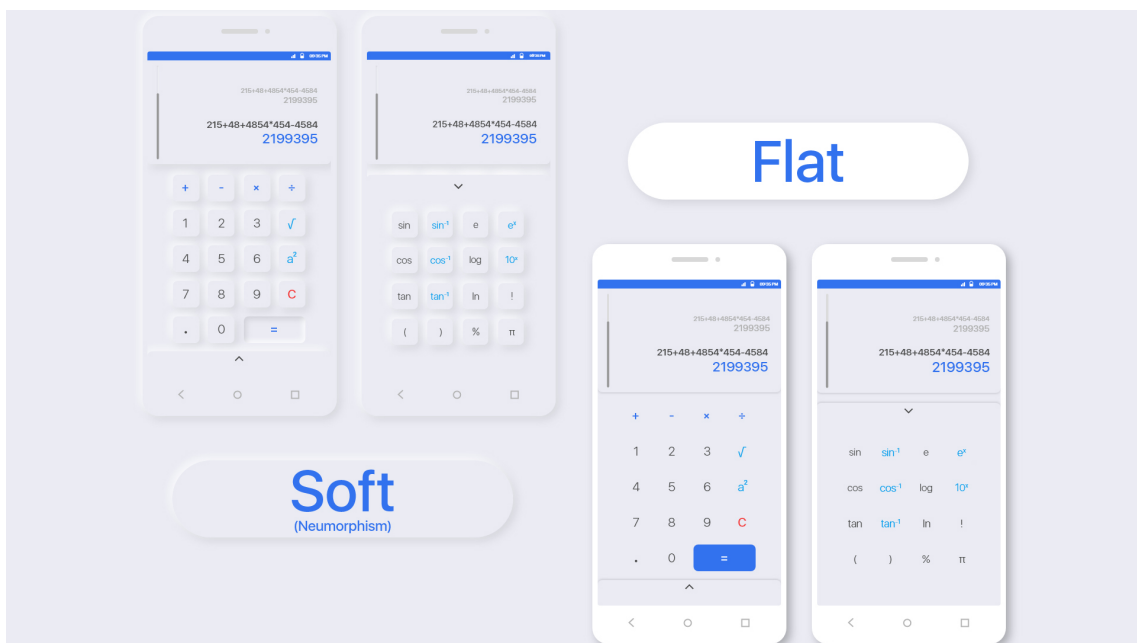 215+48+4854*454-4584
2199395
215+48+4854*454-4584
2199395
+ - × ÷
1 2 3 √
4 5 6 a²
7 8 9 C
. 0 =
215+48+4854*454-4584
2199395
215+48+4854*454-4584
2199395
sin sin⁻¹ e eˣ
cos cos⁻¹ log 10ˣ
tan tan⁻¹ ln !
( ) % π
Soft
(Neumorphism)
Flat
215+48+4854*454-4584
2199395
215+48+4854*454-4584
2199395
+ - × ÷
1 2 3 √
4 5 6 a²
7 8 9 C
. 0 =
215+48+4854*454-4584
2199395
215+48+4854*454-4584
2199395
sin sin⁻¹ e eˣ
cos cos⁻¹ log 10ˣ
tan tan⁻¹ ln !
( ) % π